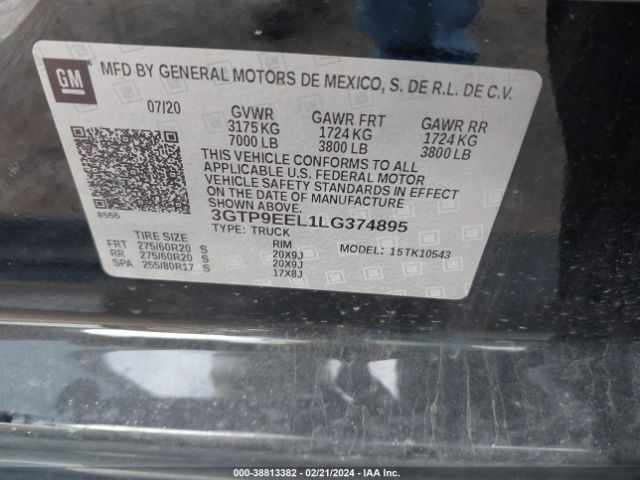 GM MFD BY GENERAL MOTORS DE MEXICO, S. DE R.L. DE C.V.
07/20 GVWR GAWR FRT GAWR RR
3175 KG 1724 KG 1724 KG
7000 LB 3800 LB 3800 LB
THIS VEHICLE CONFORMS TO ALL
APPLICABLE U.S. FEDERAL MOTOR
VEHICLE SAFETY STANDARDS IN EFFECT
ON THE DATE OF MANUFACTURE
SHOWN ABOVE.
3GTP9EEL1LG374895
8555
TYPE: TRUCK
TIRE SIZE RIM MODEL: 15TK10543
FRT 275/60R20 S 20X9J
RR 275/60R20 S 20X9J
SPA 255/80R17 S 17X8J
© COPYRIGHT - 38813382 - 02/21/2024 - IAA Inc.